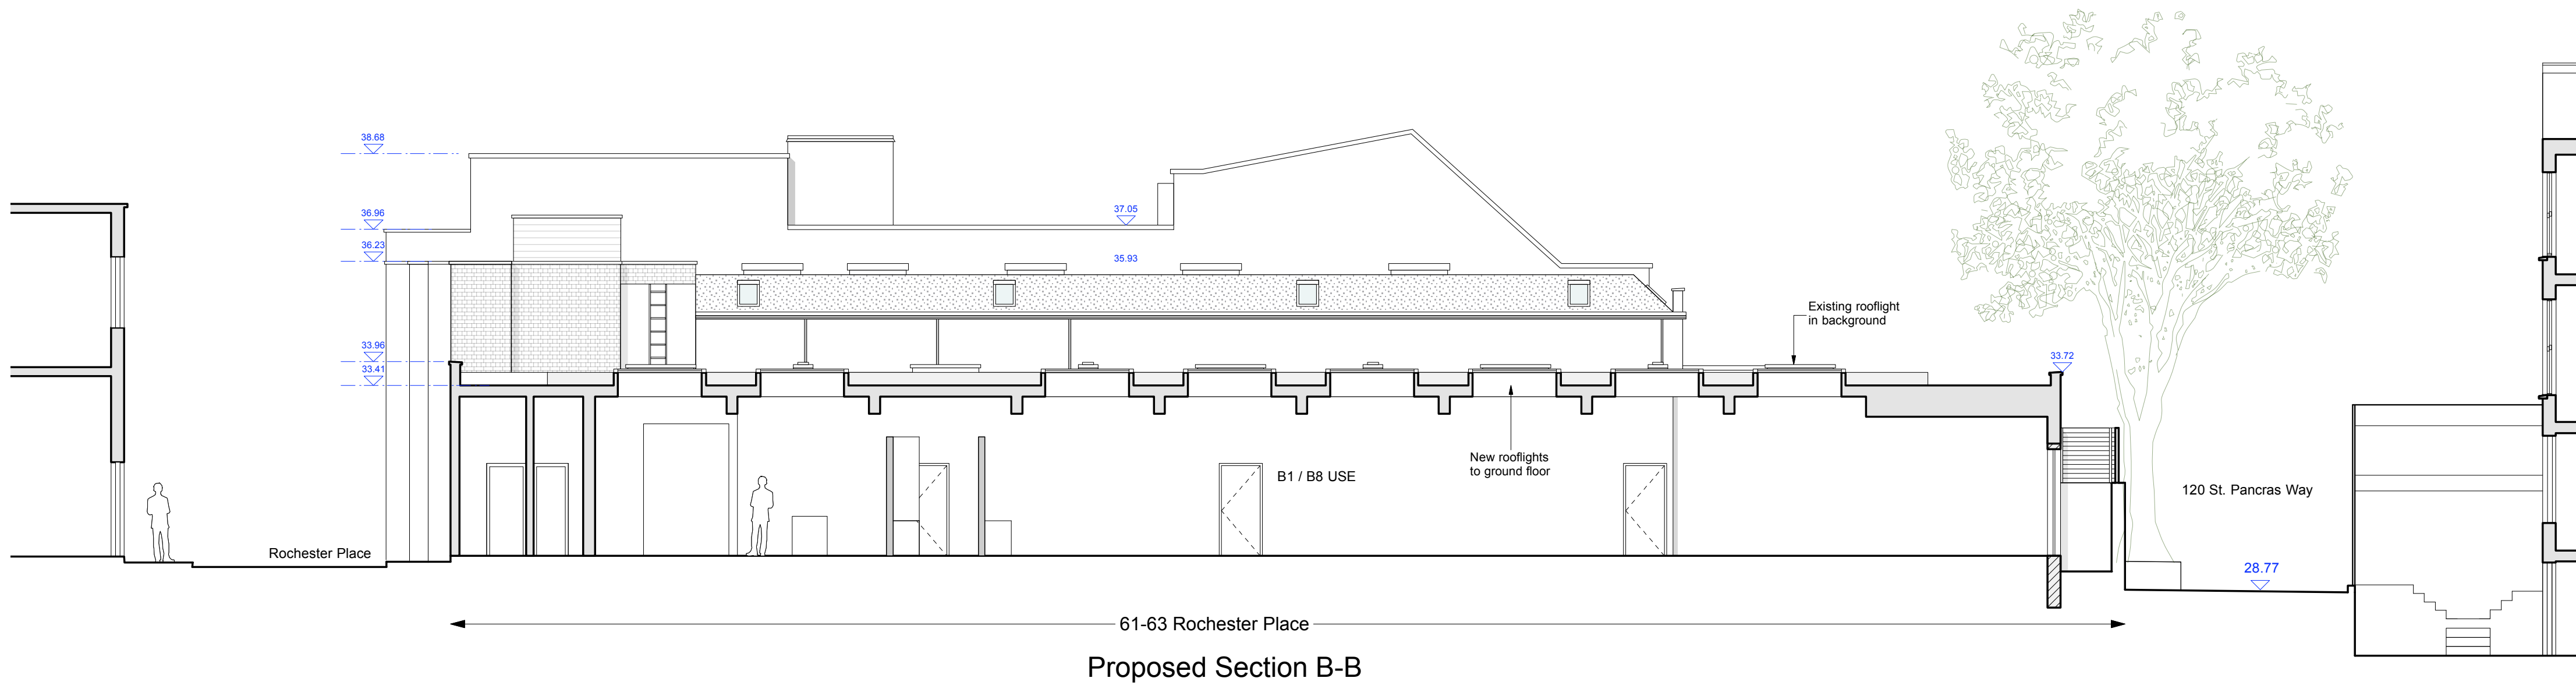 38.68
36.96
37.05
36.23
35.93
Existing rooflight
in background
33.96
33.72
33.41
New rooflights
to ground floor
B1 / B8 USE
120 St. Pancras Way
Rochester Place
28.77
61-63 Rochester Place
Proposed Section B-B